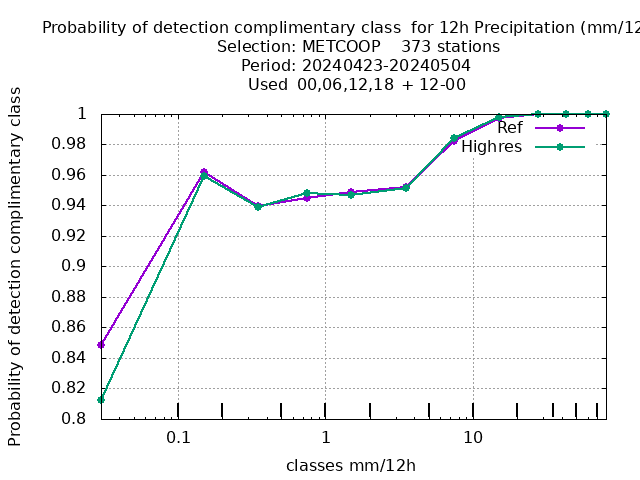 Probability of detection complimentary class  for 12h Precipitation (mm/12
Selection: METCOOP    373 stations
Period: 20240423-20240504
Used 00,06,12,18 + 12-00
Probability of detection complimentary class
1
0.98
0.96
0.94
0.92
0.9
0.88
0.86
0.84
0.82
0.8
Ref
Highres
0.1 1 10
classes mm/12h